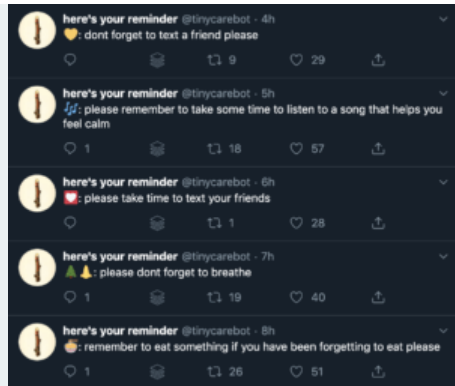 here's your reminder @tinycarebot · 4h
💛: dont forget to text a friend please
9 29
here's your reminder @tinycarebot · 5h
🎶: please remember to take some time to listen to a song that helps you
feel calm
1 18 57
here's your reminder @tinycarebot · 6h
💟: please take time to text your friends
1 28
here's your reminder @tinycarebot · 7h
🌲🙏: please dont forget to breathe
1 19 40
here's your reminder @tinycarebot · 8h
🍜: remember to eat something if you have been forgetting to eat please
1 26 51